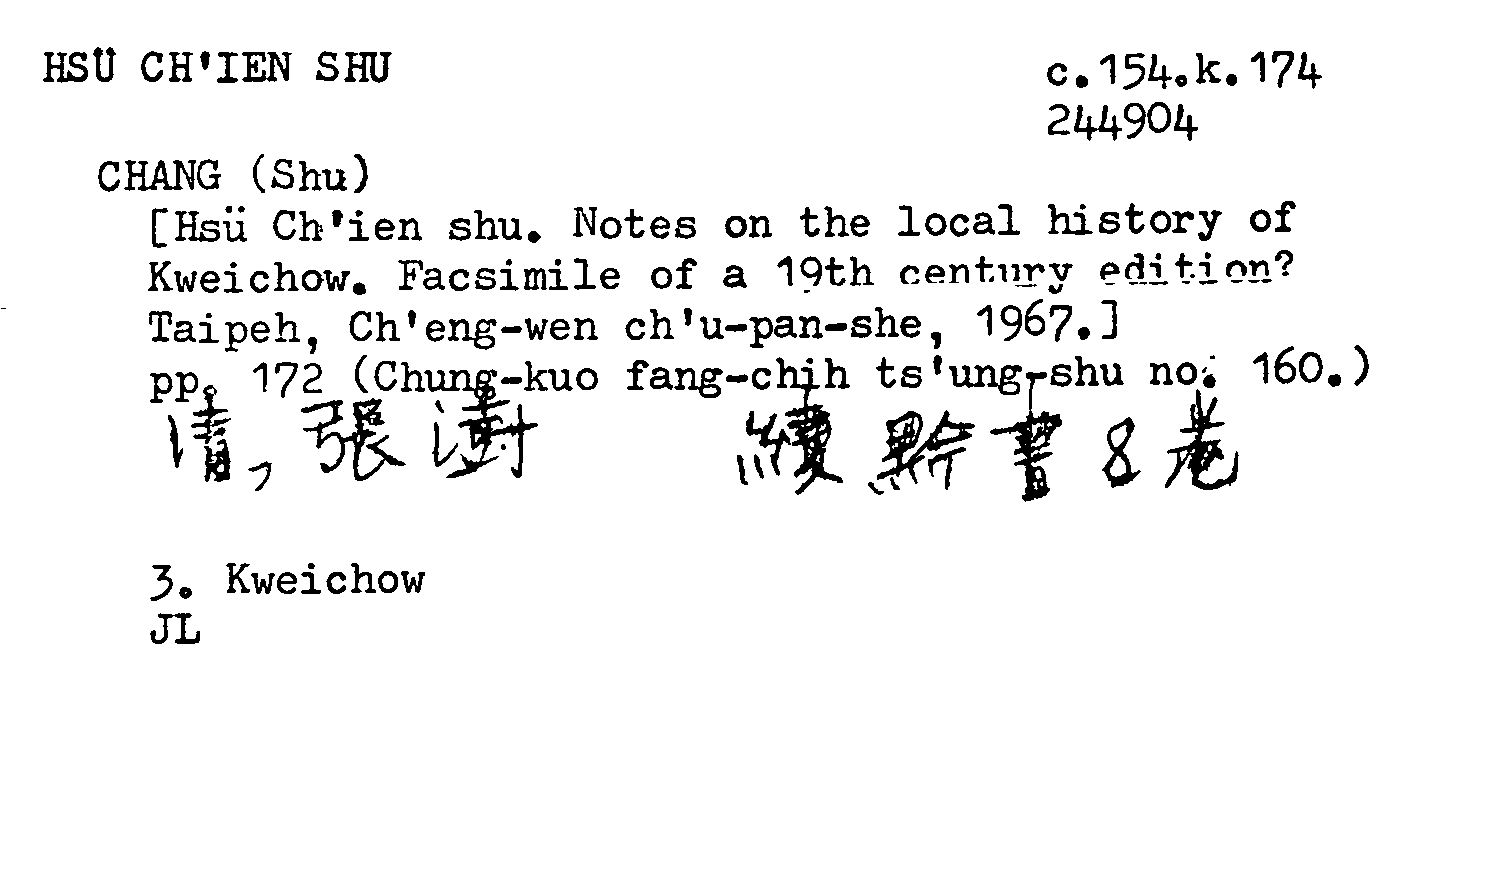 HSÜ CH'IEN SHU c.154.k.174
244904
CHANG (Shu)
[Hsü Ch'ien shu. Notes on the local history of
Kweichow. Facsimile of a 19th century edition?
Taipeh, Ch'eng-wen ch'u-pan-she, 1967.]
pp. 172 (Chung-kuo fang-chih ts'ung-shu no. 160.)
清, 張澍 續黔書 8 卷
3. Kweichow
JL